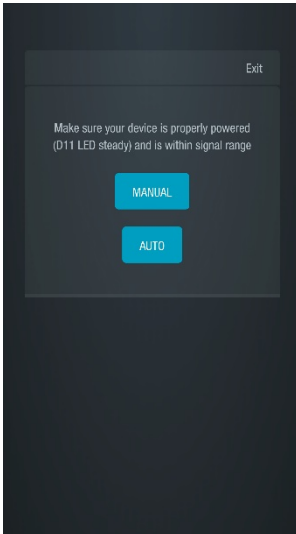 Exit
Make sure your device is properly powered
(D11 LED steady) and is within signal range
MANUAL
AUTO